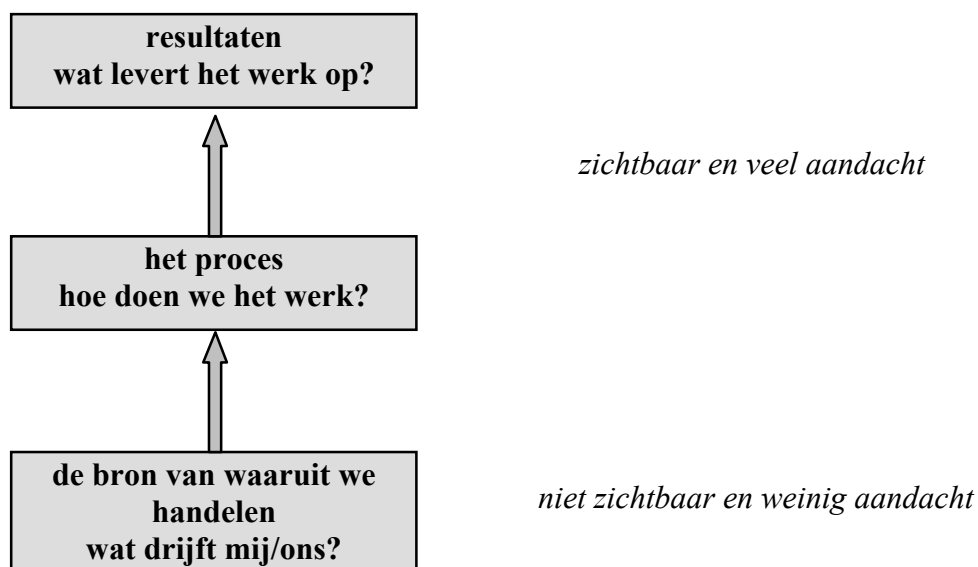 resultaten
wat levert het werk op?
zichtbaar en veel aandacht
het proces
hoe doen we het werk?
de bron van waaruit we
handelen
wat drijft mij/ons?
niet zichtbaar en weinig aandacht